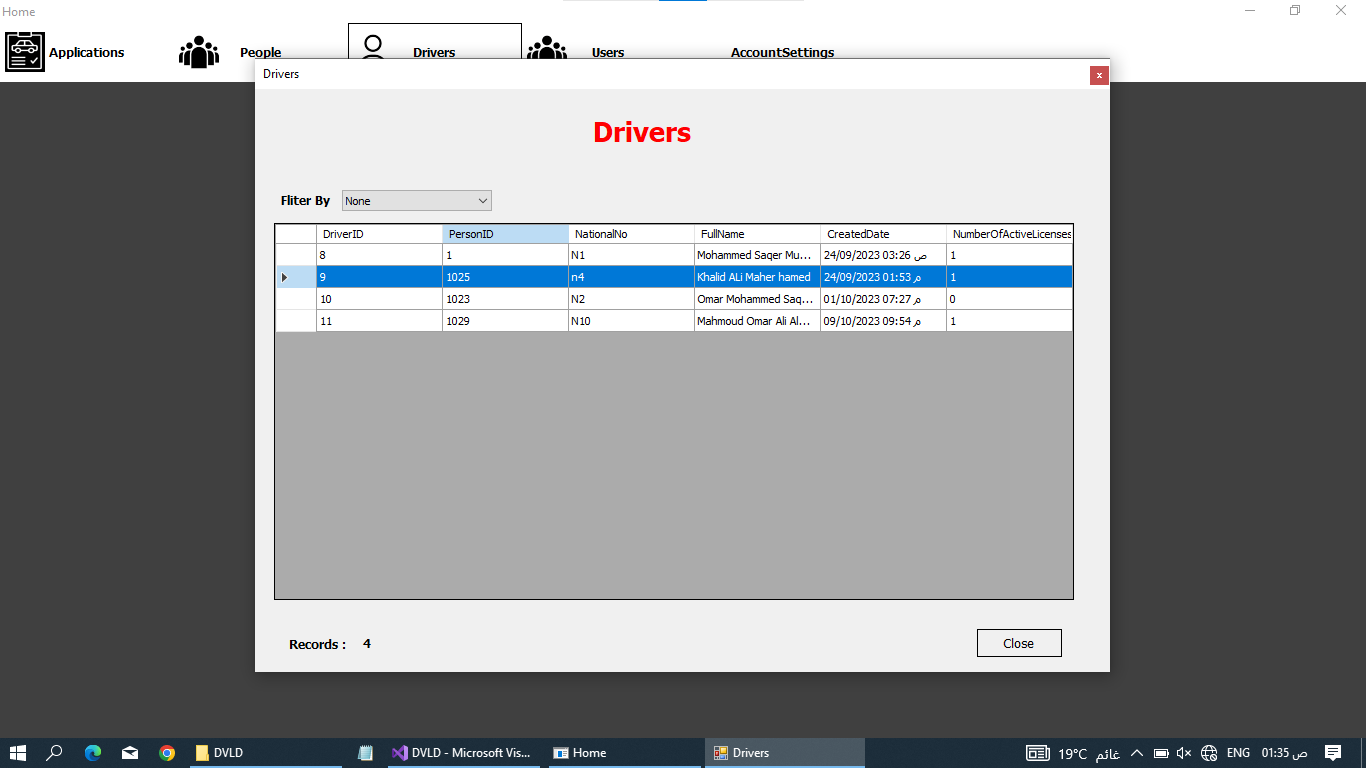 Home
Applications People Drivers Users AccountSettings
Drivers x
Drivers
Fliter By None
DriverID PersonID NationalNo FullName CreatedDate NumberOfActiveLicenses
8 1 N1 Mohammed Saqer Mu... 24/09/2023 03:26 ص 1
9 1025 n4 Khalid ALi Maher hamed 24/09/2023 01:53 م 1
10 1023 N2 Omar Mohammed Saq... 01/10/2023 07:27 م 0
11 1029 N10 Mahmoud Omar Ali Al... 09/10/2023 09:54 م 1
Records : 4 Close
DVLD DVLD - Microsoft Vis... Home Drivers 19°C غائم ENG 01:35 ص